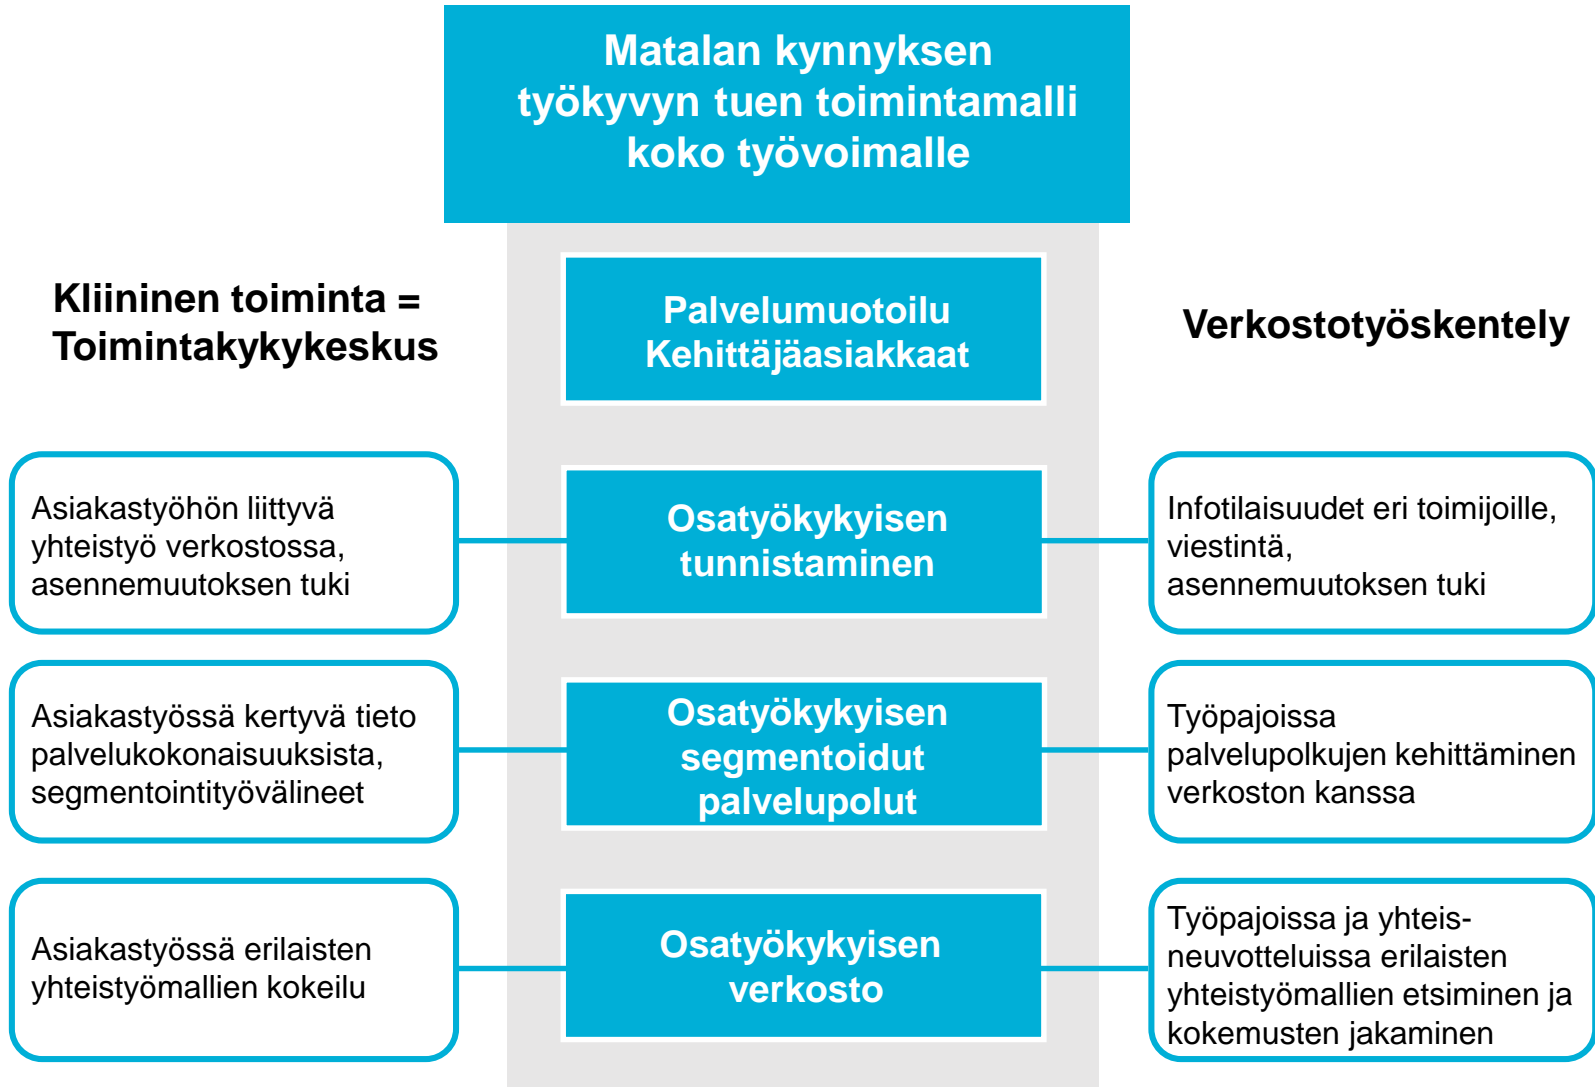 Matalan kynnyksen
työkyvyn tuen toimintamalli
koko työvoimalle
Kliininen toiminta =
Toimintakykykeskus
Palvelumuotoilu
Kehittäjäasiakkaat
Verkostotyöskentely
Asiakastyöhön liittyvä
yhteistyö verkostossa,
asennemuutoksen tuki
Osatyökykyisen
tunnistaminen
Infotilaisuudet eri toimijoille,
viestintä,
asennemuutoksen tuki
Asiakastyössä kertyvä tieto
palvelukokonaisuuksista,
segmentointityövälineet
Osatyökykyisen
segmentoidut
palvelupolut
Työpajoissa
palvelupolkujen kehittäminen
verkoston kanssa
Asiakastyössä erilaisten
yhteistyömallien kokeilu
Osatyökykyisen
verkosto
Työpajoissa ja yhteis-
neuvotteluissa erilaisten
yhteistyömallien etsiminen ja
kokemusten jakaminen